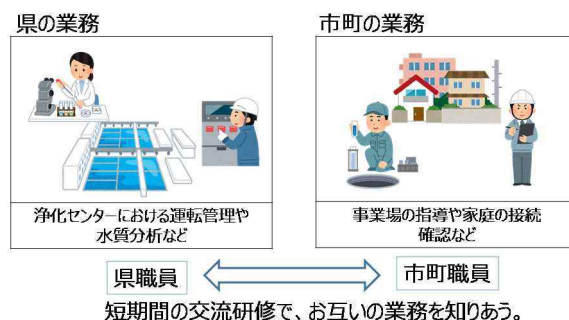 県の業務
市町の業務
浄化センターにおける運転管理や
水質分析など
事業場の指導や家庭の接続
確認など
県職員
市町職員
短期間の交流研修で、お互いの業務を知りあう。